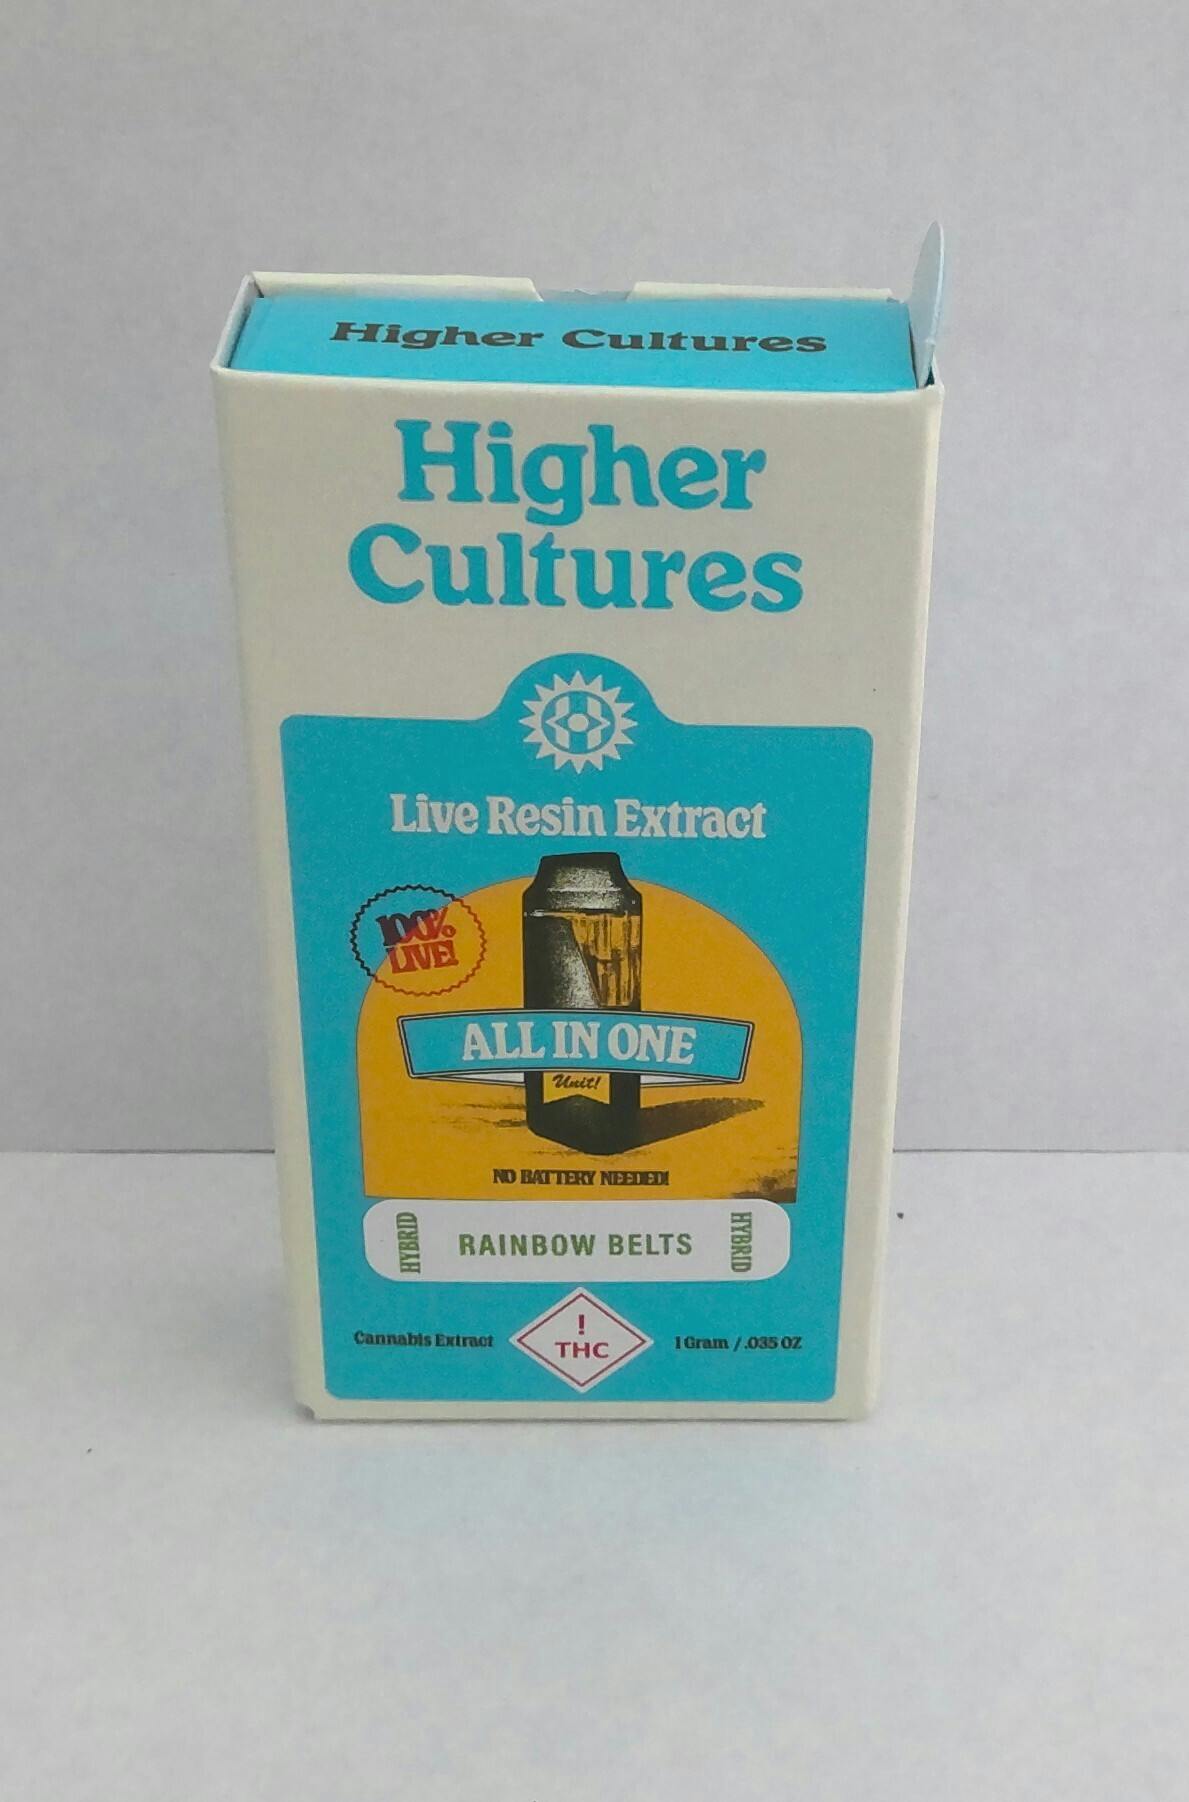 Higher Cultures
Higher
Cultures
Live Resin Extract
100%
LIVE!
ALL IN ONE
Unit!
NO BATTERY NEEDED!
HYBRID
RAINBOW BELTS
HYBRID
Cannabis Extract
!
THC
1 Gram / .035 OZ